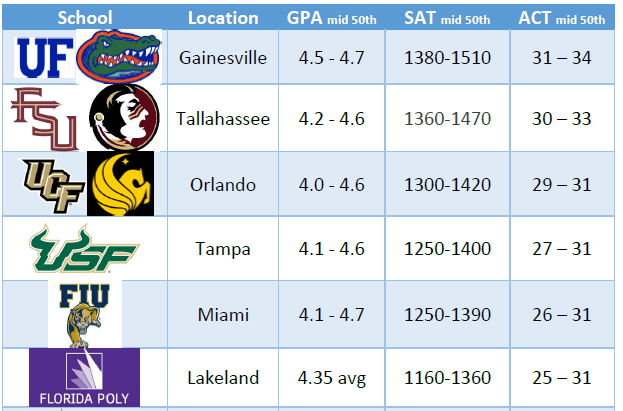 School Location GPA mid 50th SAT mid 50th ACT mid 50th
UF Gainesville 4.5 - 4.7 1380-1510 31 – 34
FSU Tallahassee 4.2 - 4.6 1360-1470 30 – 33
UCF Orlando 4.0 - 4.6 1300-1420 29 – 31
USF Tampa 4.1 - 4.6 1250-1400 27 – 31
FIU Miami 4.1 - 4.7 1250-1390 26 – 31
FLORIDA POLY Lakeland 4.35 avg 1160-1360 25 – 31